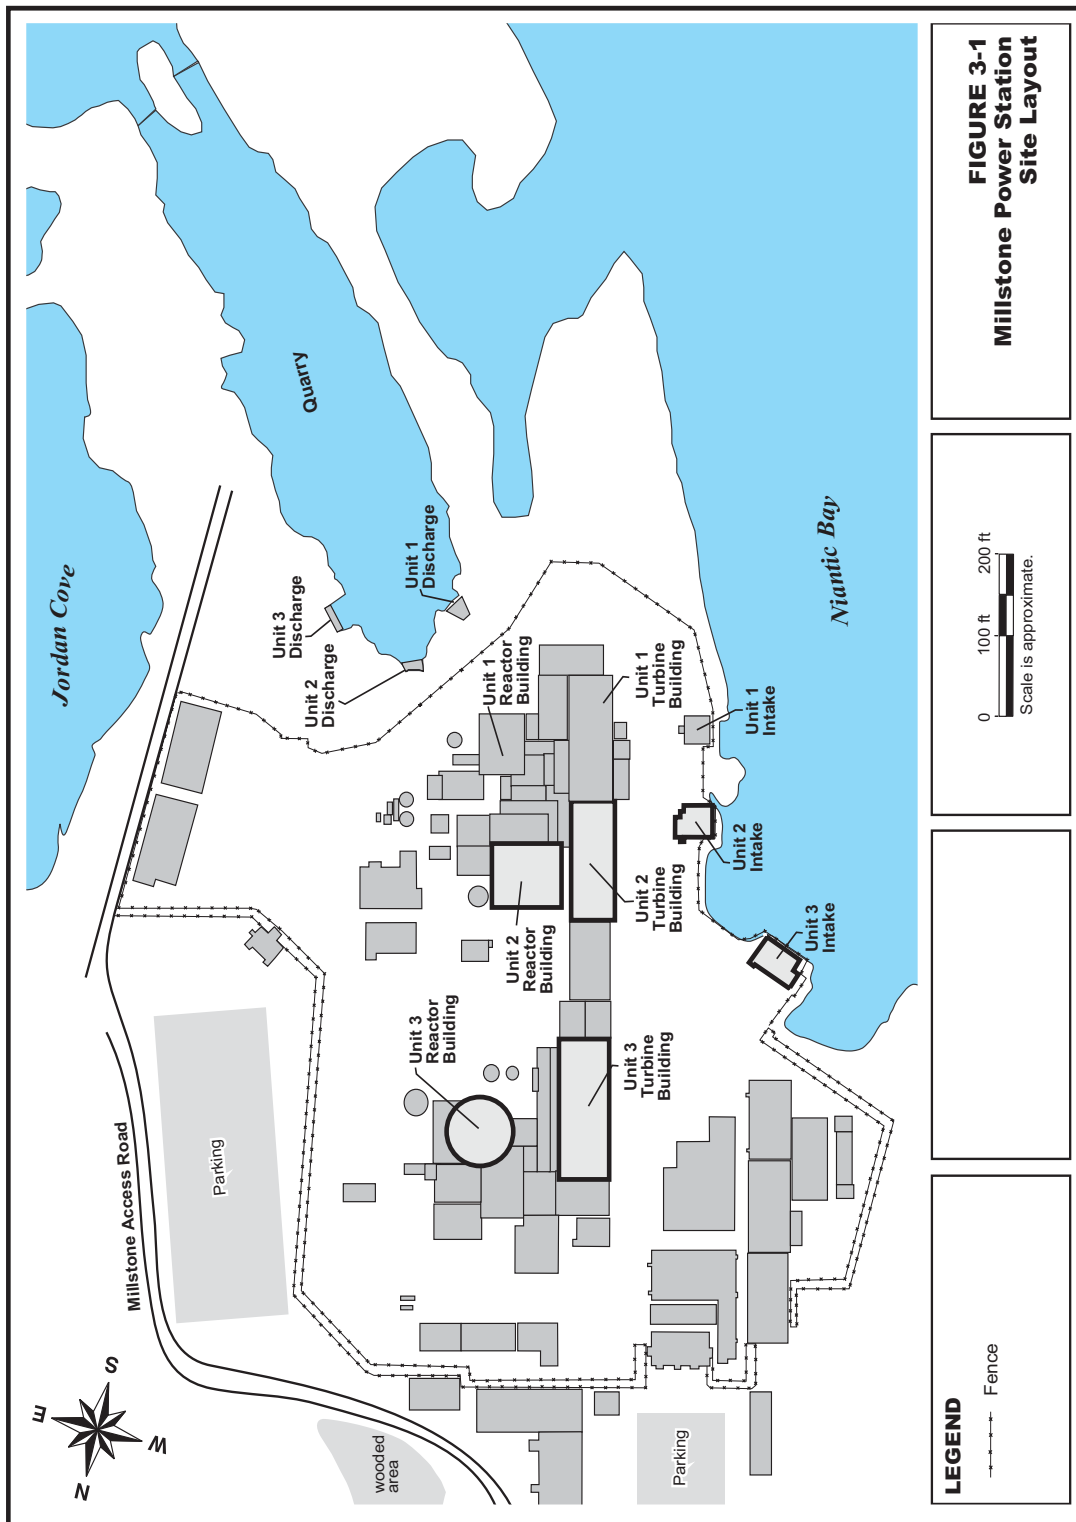 FIGURE 3-1
Millstone Power Station
Site Layout
Jordan Cove
Quarry
Niantic Bay
Unit 3
Discharge
Unit 2
Discharge
Unit 1
Discharge
Unit 1
Reactor
Building
Unit 1
Turbine
Building
Unit 1
Intake
Unit 2
Reactor
Building
Unit 2
Turbine
Building
Unit 2
Intake
Unit 3
Reactor
Building
Unit 3
Turbine
Building
Unit 3
Intake
Millstone Access Road
Parking
wooded
area
Parking
N
E
S
W
0
100 ft
200 ft
Scale is approximate.
LEGEND
Fence